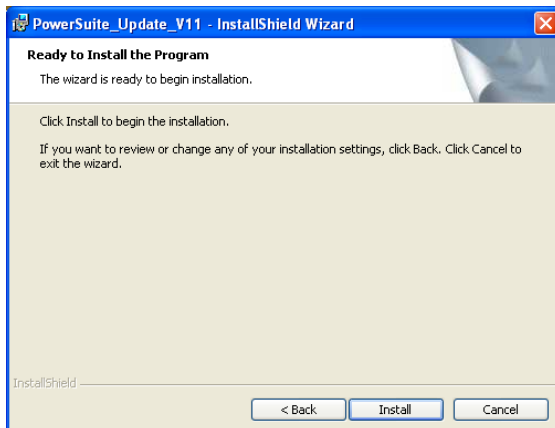 PowerSuite_Update_V11 - InstallShield Wizard
Ready to Install the Program
The wizard is ready to begin installation.
Click Install to begin the installation.
If you want to review or change any of your installation settings, click Back. Click Cancel to
exit the wizard.
InstallShield
< Back Install Cancel